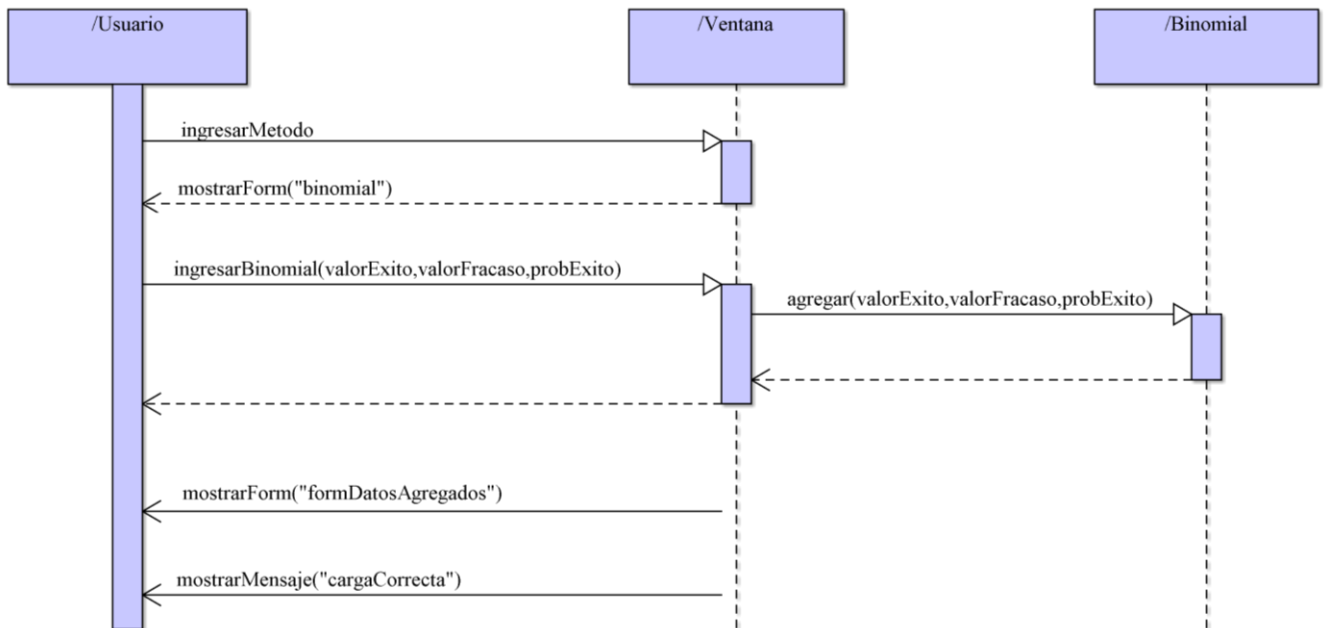 /Usuario
/Ventana
/Binomial
ingresarMetodo
mostrarForm("binomial")
ingresarBinomial(valorExito,valorFracaso,probExito)
agregar(valorExito,valorFracaso,probExito)
mostrarForm("formDatosAgregados")
mostrarMensaje("cargaCorrecta")